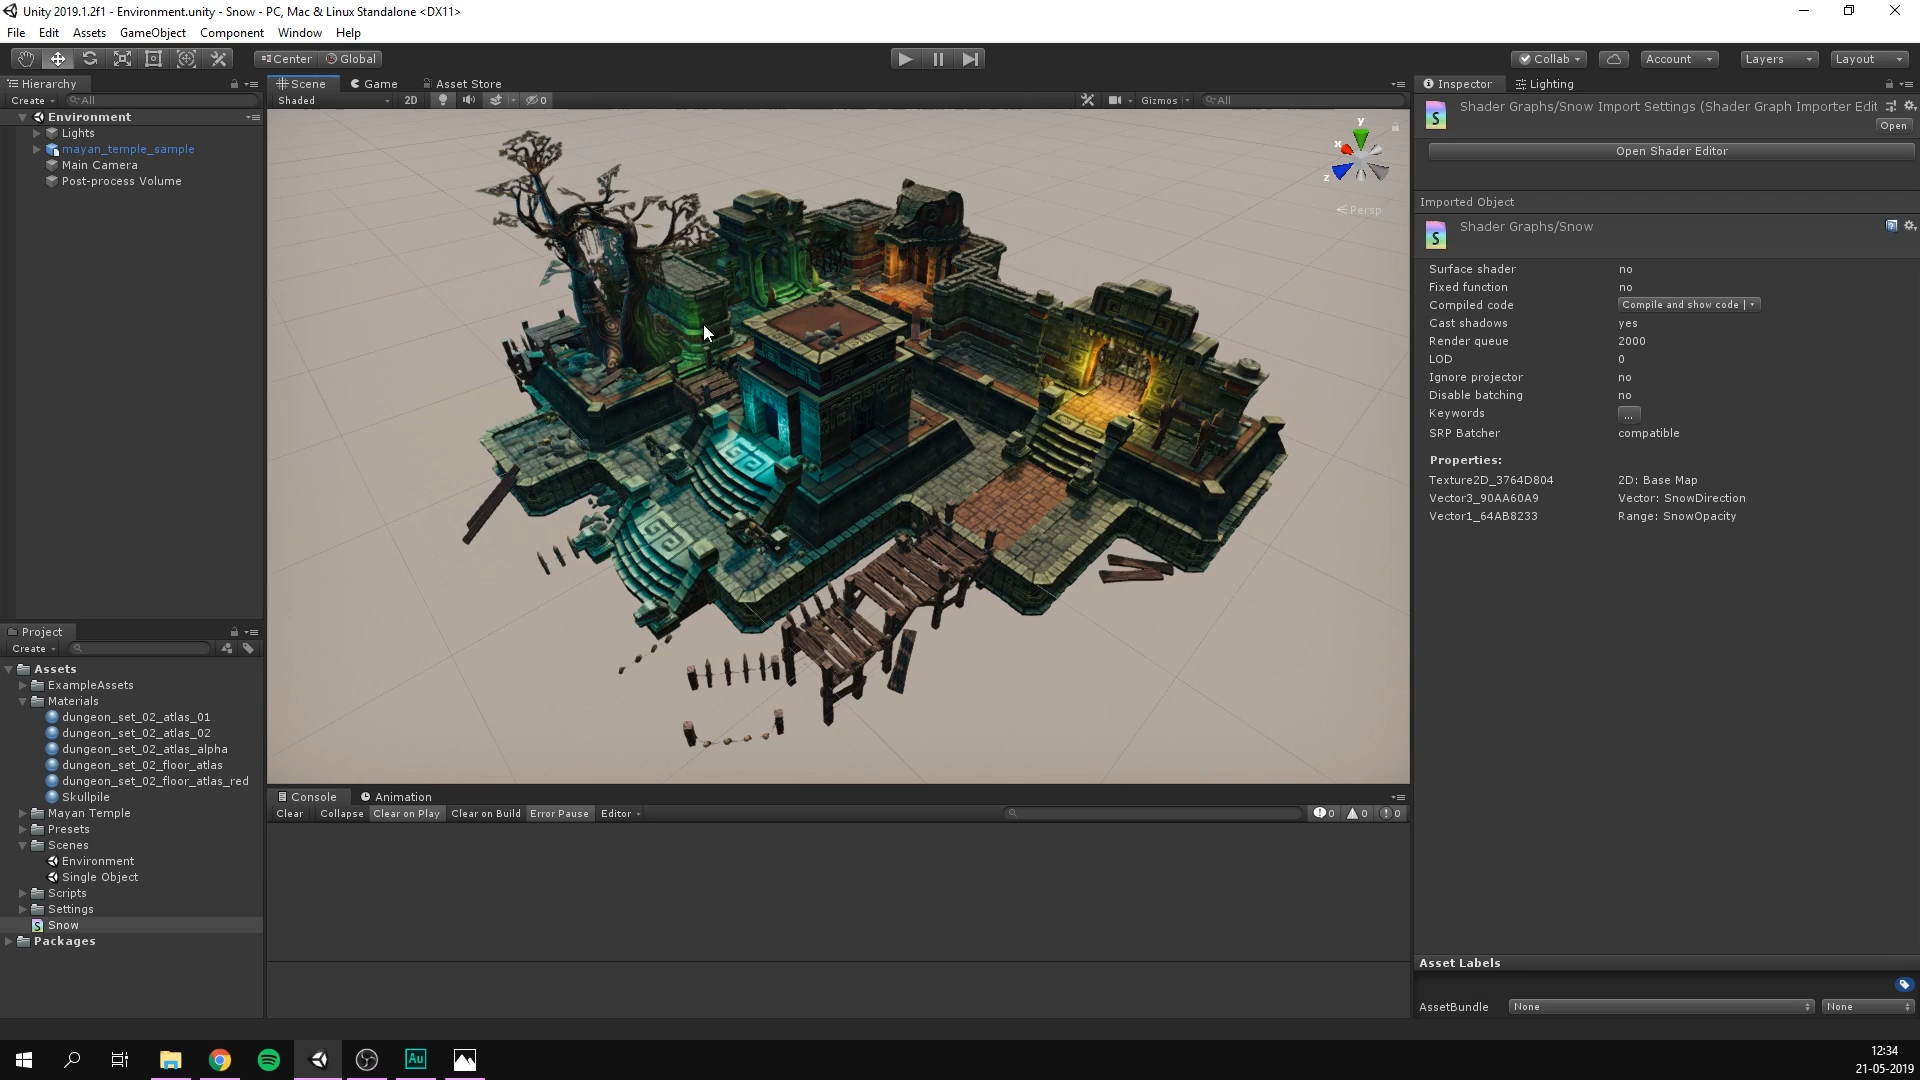 Unity 2019.1.2f1 - Environment.unity - Snow - PC, Mac & Linux Standalone <DX11>
File Edit Assets GameObject Component Window Help
Center Global
Collab Account Layers Layout
Hierarchy
Create All
Environment
Lights
mayan_temple_sample
Main Camera
Post-process Volume
Scene Game Asset Store
Shaded 2D 0 Gizmos All
y
x
z
Persp
Inspector Lighting
Shader Graphs/Snow Import Settings (Shader Graph Importer Edit
Open
Open Shader Editor
Imported Object
Shader Graphs/Snow
Surface shader no
Fixed function no
Compiled code Compile and show code |
Cast shadows yes
Render queue 2000
LOD 0
Ignore projector no
Disable batching no
Keywords ...
SRP Batcher compatible
Properties:
Texture2D_3764D804 2D: Base Map
Vector3_90AA60A9 Vector: SnowDirection
Vector1_64AB8233 Range: SnowOpacity
Project
Create
Assets
ExampleAssets
Materials
dungeon_set_02_atlas_01
dungeon_set_02_atlas_02
dungeon_set_02_atlas_alpha
dungeon_set_02_floor_atlas
dungeon_set_02_floor_atlas_red
Skullpile
Mayan Temple
Presets
Scenes
Environment
Single Object
Scripts
Settings
Snow
Packages
Console Animation
Clear Collapse Clear on Play Clear on Build Error Pause Editor 0 0 0
Asset Labels
AssetBundle None None
Au
12:34
21-05-2019